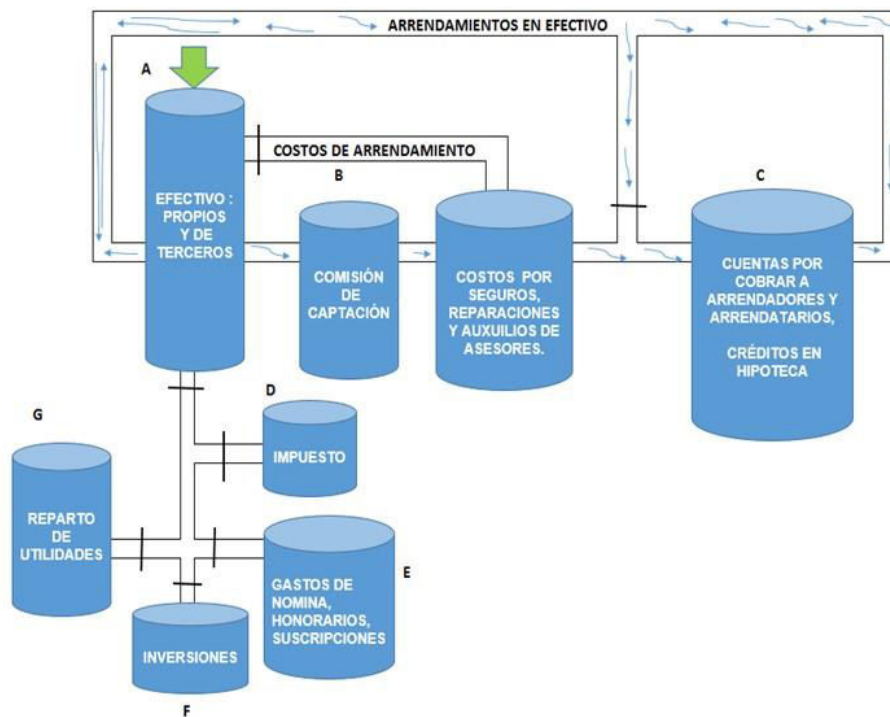 ARRENDAMIENTOS EN EFECTIVO
A
COSTOS DE ARRENDAMIENTO
B
C
EFECTIVO :
PROPIOS
Y DE
TERCEROS
COMISIÓN
DE
CAPTACIÓN
COSTOS POR
SEGUROS,
REPARACIONES
Y AUXUILIOS DE
ASESORES.
CUENTAS POR
COBRAR A
ARRENDADORES Y
ARRENDATARIOS,
CRÉDITOS EN
HIPOTECA
D
IMPUESTO
G
REPARTO
DE
UTILIDADES
E
GASTOS DE
NOMINA,
HONORARIOS,
SUSCRIPCIONES
INVERSIONES
F